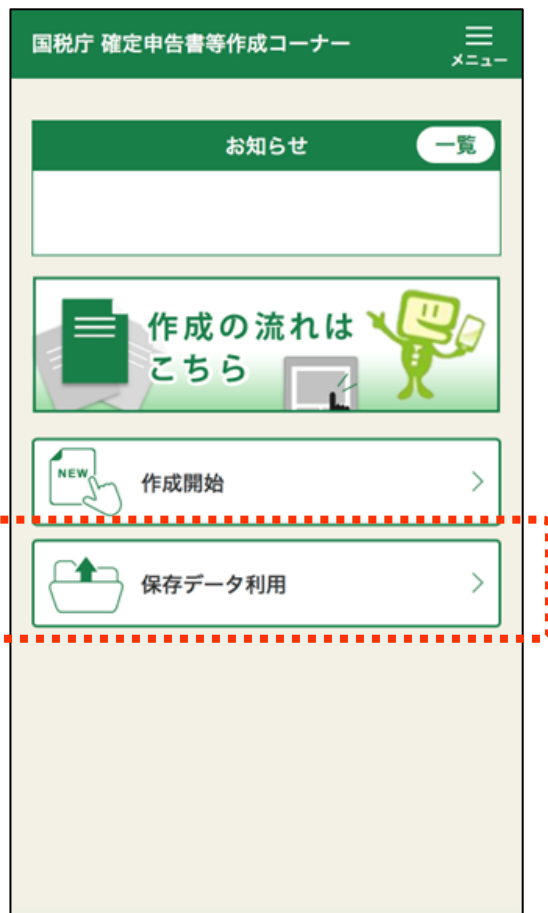 国税庁 確定申告書等作成コーナー
メニュー
お知らせ
一覧
作成の流れは
こちら
NEW
作成開始
保存データ利用